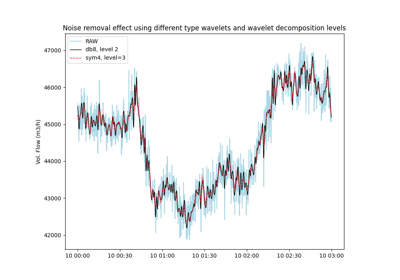 Noise removal effect using different type wavelets and wavelet decomposition levels
RAW
db8, level 2
sym4, level=3
Vol. Flow (m3/h)
47000
46000
45000
44000
43000
42000
10 00:00
10 00:30
10 01:00
10 01:30
10 02:00
10 02:30
10 03:00